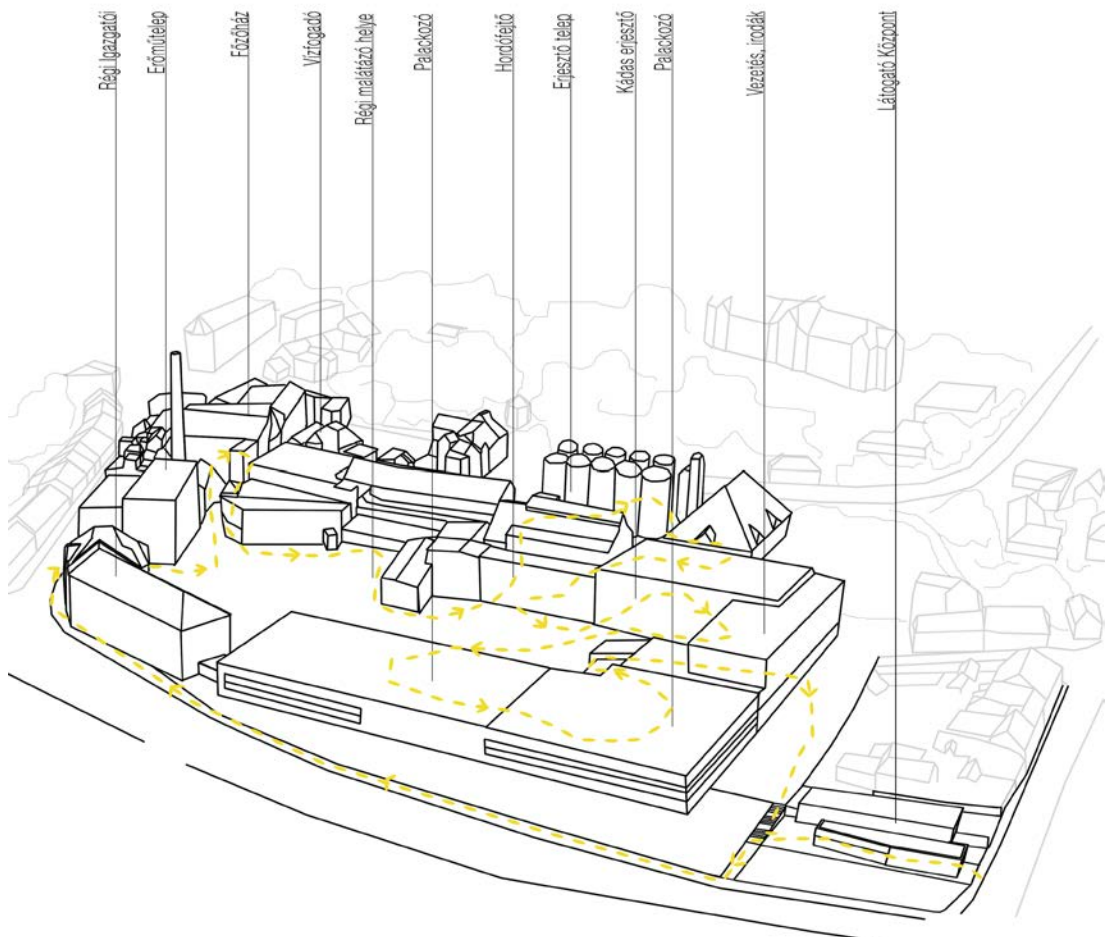 Régi Igazgatói
Erőműtelep
Főzőház
Vízfogadó
Régi malátázó helye
Palackozó
Hordófejtő
Erjesztő telep
Kádas erjesztő
Palackozó
Vezetés, irodák
Látogató Központ